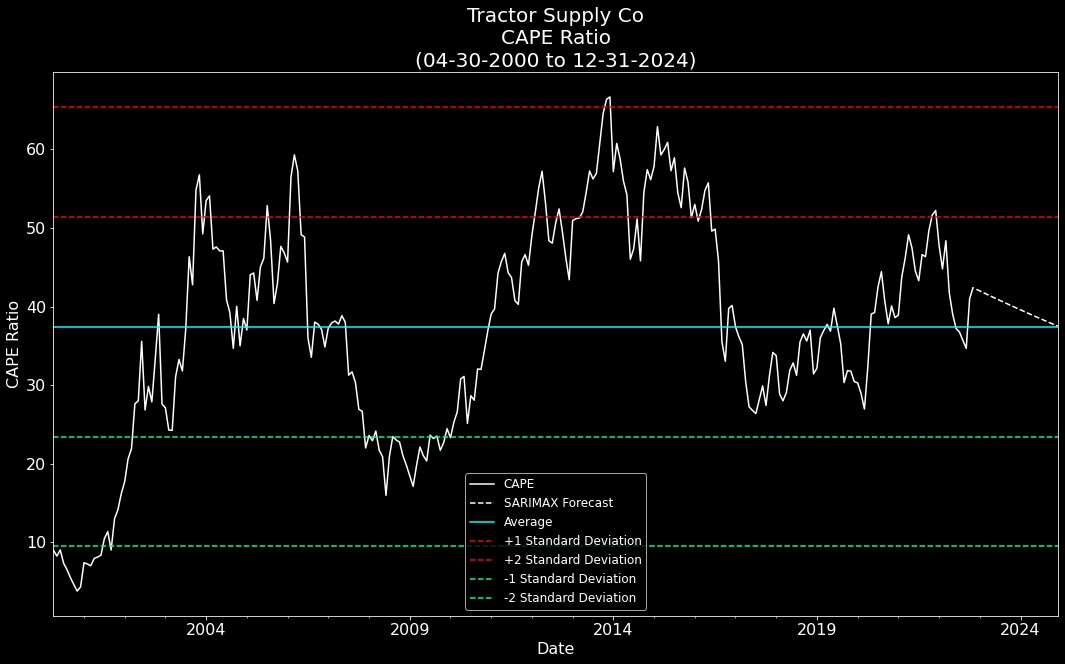 Tractor Supply Co
CAPE Ratio
(04-30-2000 to 12-31-2024)
CAPE Ratio
60
50
40
30
20
10
CAPE
SARIMAX Forecast
Average
+1 Standard Deviation
+2 Standard Deviation
-1 Standard Deviation
-2 Standard Deviation
2004 2009 2014 2019 2024
Date